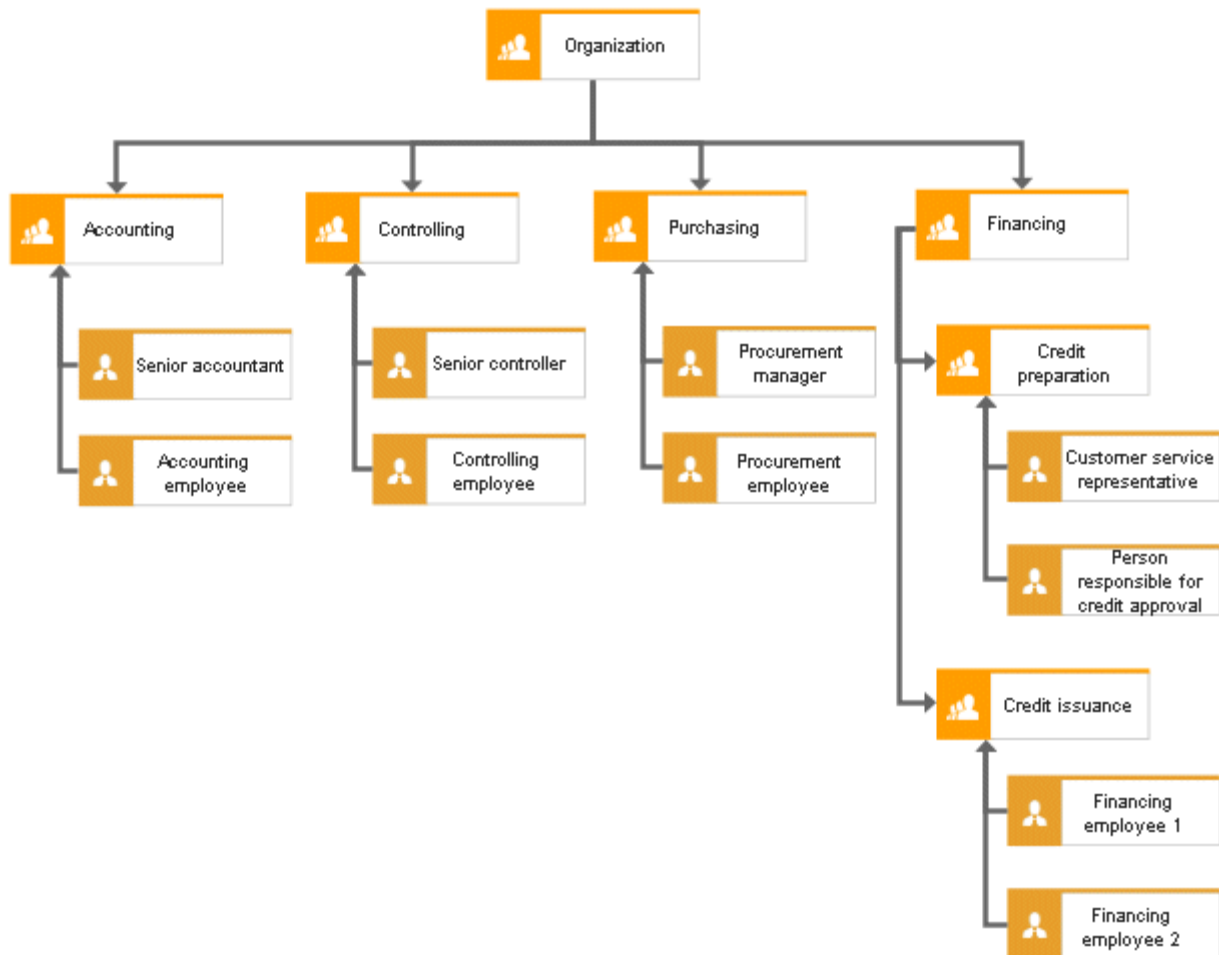 Organization
Accounting
Controlling
Purchasing
Financing
Senior accountant
Senior controller
Procurement
manager
Credit
preparation
Accounting
employee
Controlling
employee
Procurement
employee
Customer service
representative
Person
responsible for
credit approval
Credit issuance
Financing
employee 1
Financing
employee 2